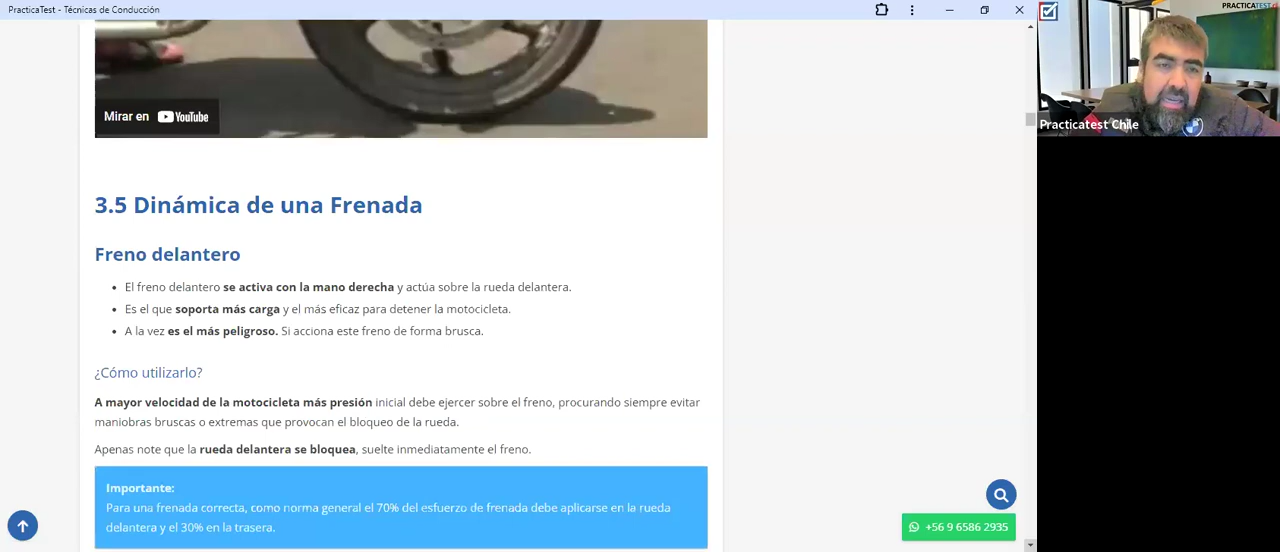 PracticaTest - Técnicas de Conducción
PRACTICATEST
Mirar en YouTube
Practicatest Chile
3.5 Dinámica de una Frenada
Freno delantero
El freno delantero se activa con la mano derecha y actúa sobre la rueda delantera.
Es el que soporta más carga y el más eficaz para detener la motocicleta.
A la vez es el más peligroso. Si acciona este freno de forma brusca.
¿Cómo utilizarlo?
A mayor velocidad de la motocicleta más presión inicial debe ejercer sobre el freno, procurando siempre evitar
maniobras bruscas o extremas que provocan el bloqueo de la rueda.
Apenas note que la rueda delantera se bloquea, suelte inmediatamente el freno.
Importante:
Para una frenada correcta, como norma general el 70% del esfuerzo de frenada debe aplicarse en la rueda
delantera y el 30% en la trasera.
+56 9 6586 2935